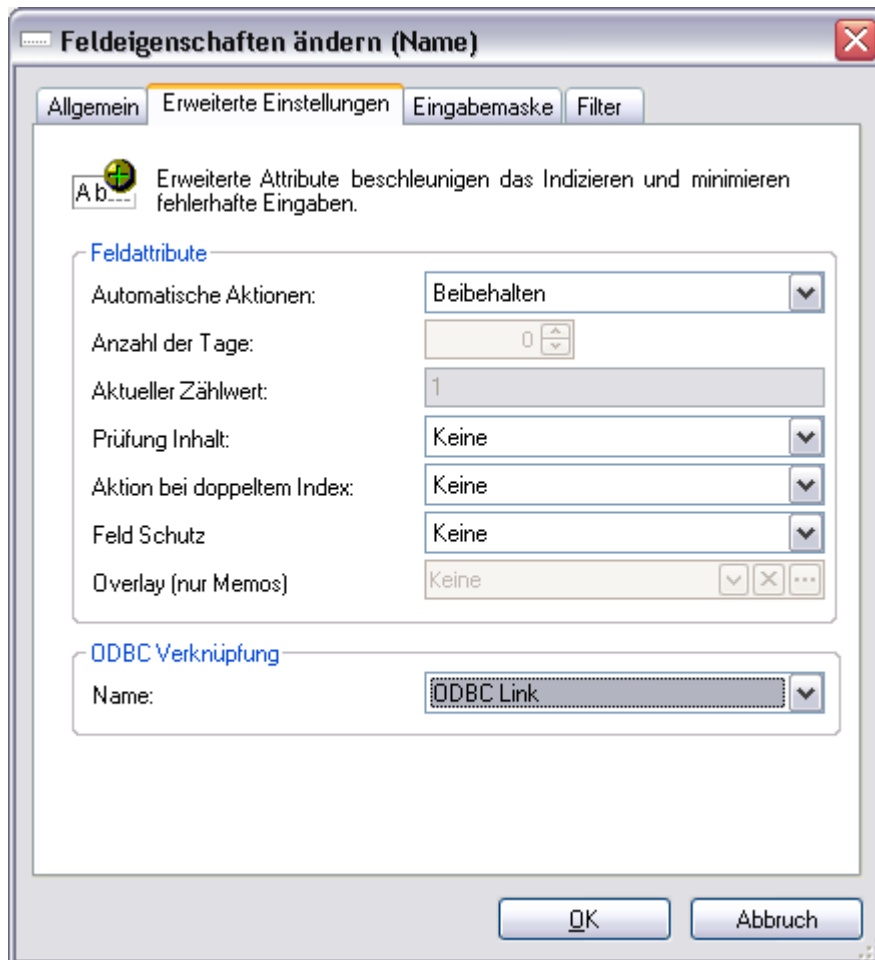 Feldeigenschaften ändern (Name)
Allgemein Erweiterte Einstellungen Eingabemaske Filter
Ab... Erweiterte Attribute beschleunigen das Indizieren und minimieren
fehlerhafte Eingaben.
Feldattribute
Automatische Aktionen: Beibehalten
Anzahl der Tage: 0
Aktueller Zählwert: 1
Prüfung Inhalt: Keine
Aktion bei doppeltem Index: Keine
Feld Schutz Keine
Overlay (nur Memos) Keine
ODBC Verknüpfung
Name: ODBC Link
OK Abbruch